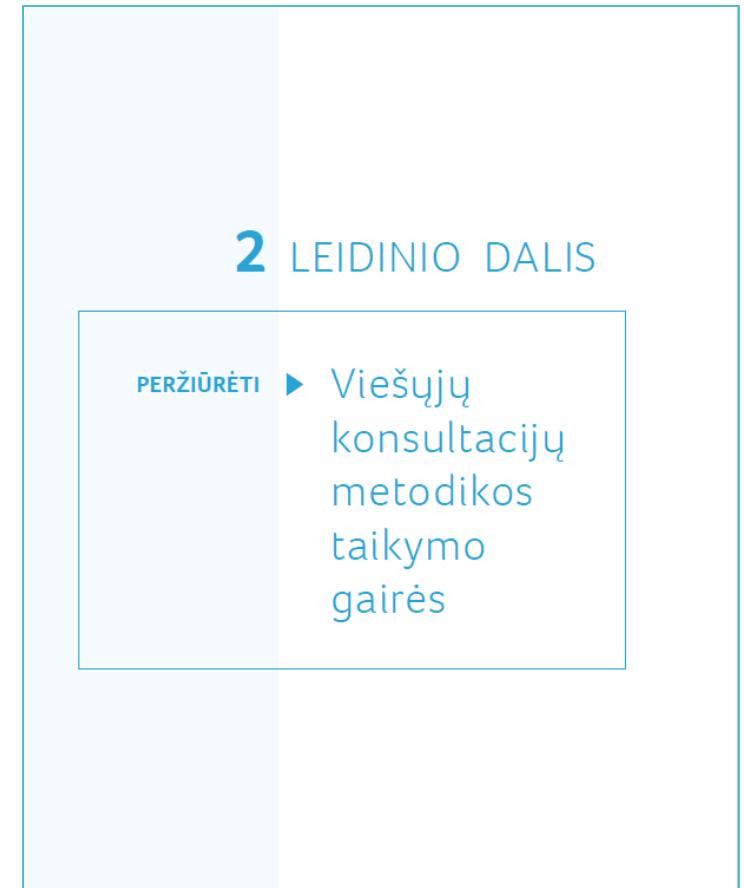 2 LEIDINIO DALIS
PERŽIŪRĖTI ▶ Viešųjų
konsultacijų
metodikos
taikymo
gairės